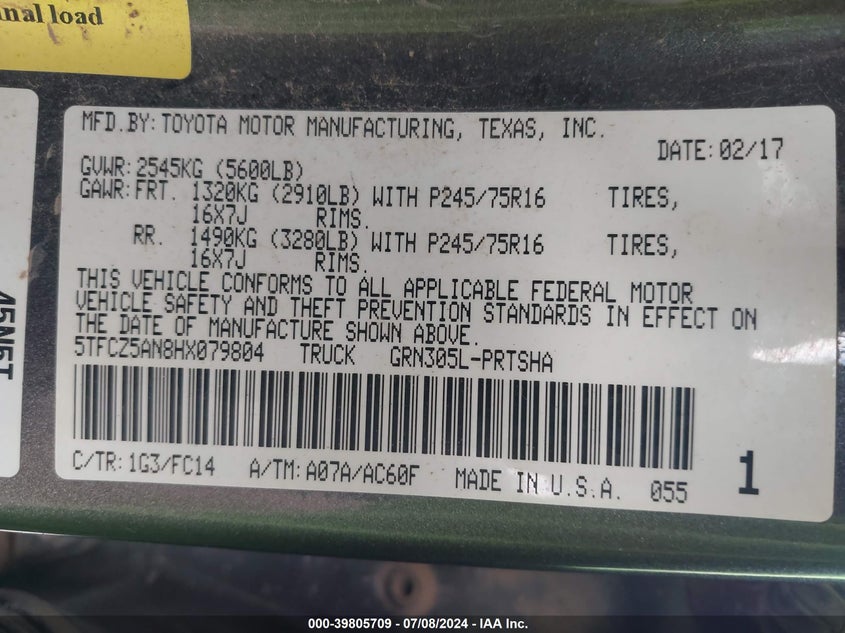 nal load
45N6T
MFD.BY: TOYOTA MOTOR MANUFACTURING, TEXAS, INC.
DATE: 02/17
GVWR: 2545KG (5600LB)
GAWR: FRT. 1320KG (2910LB) WITH P245/75R16 TIRES,
16X7J RIMS.
RR. 1490KG (3280LB) WITH P245/75R16 TIRES,
16X7J RIMS.
THIS VEHICLE CONFORMS TO ALL APPLICABLE FEDERAL MOTOR
VEHICLE SAFETY AND THEFT PREVENTION STANDARDS IN EFFECT ON
THE DATE OF MANUFACTURE SHOWN ABOVE.
5TFCZ5AN8HX079804 TRUCK GRN305L-PRTSHA
C/TR: 1G3/FC14 A/TM: A07A/AC60F MADE IN U.S.A. 055 1
000-39805709 - 07/08/2024 - IAA Inc.